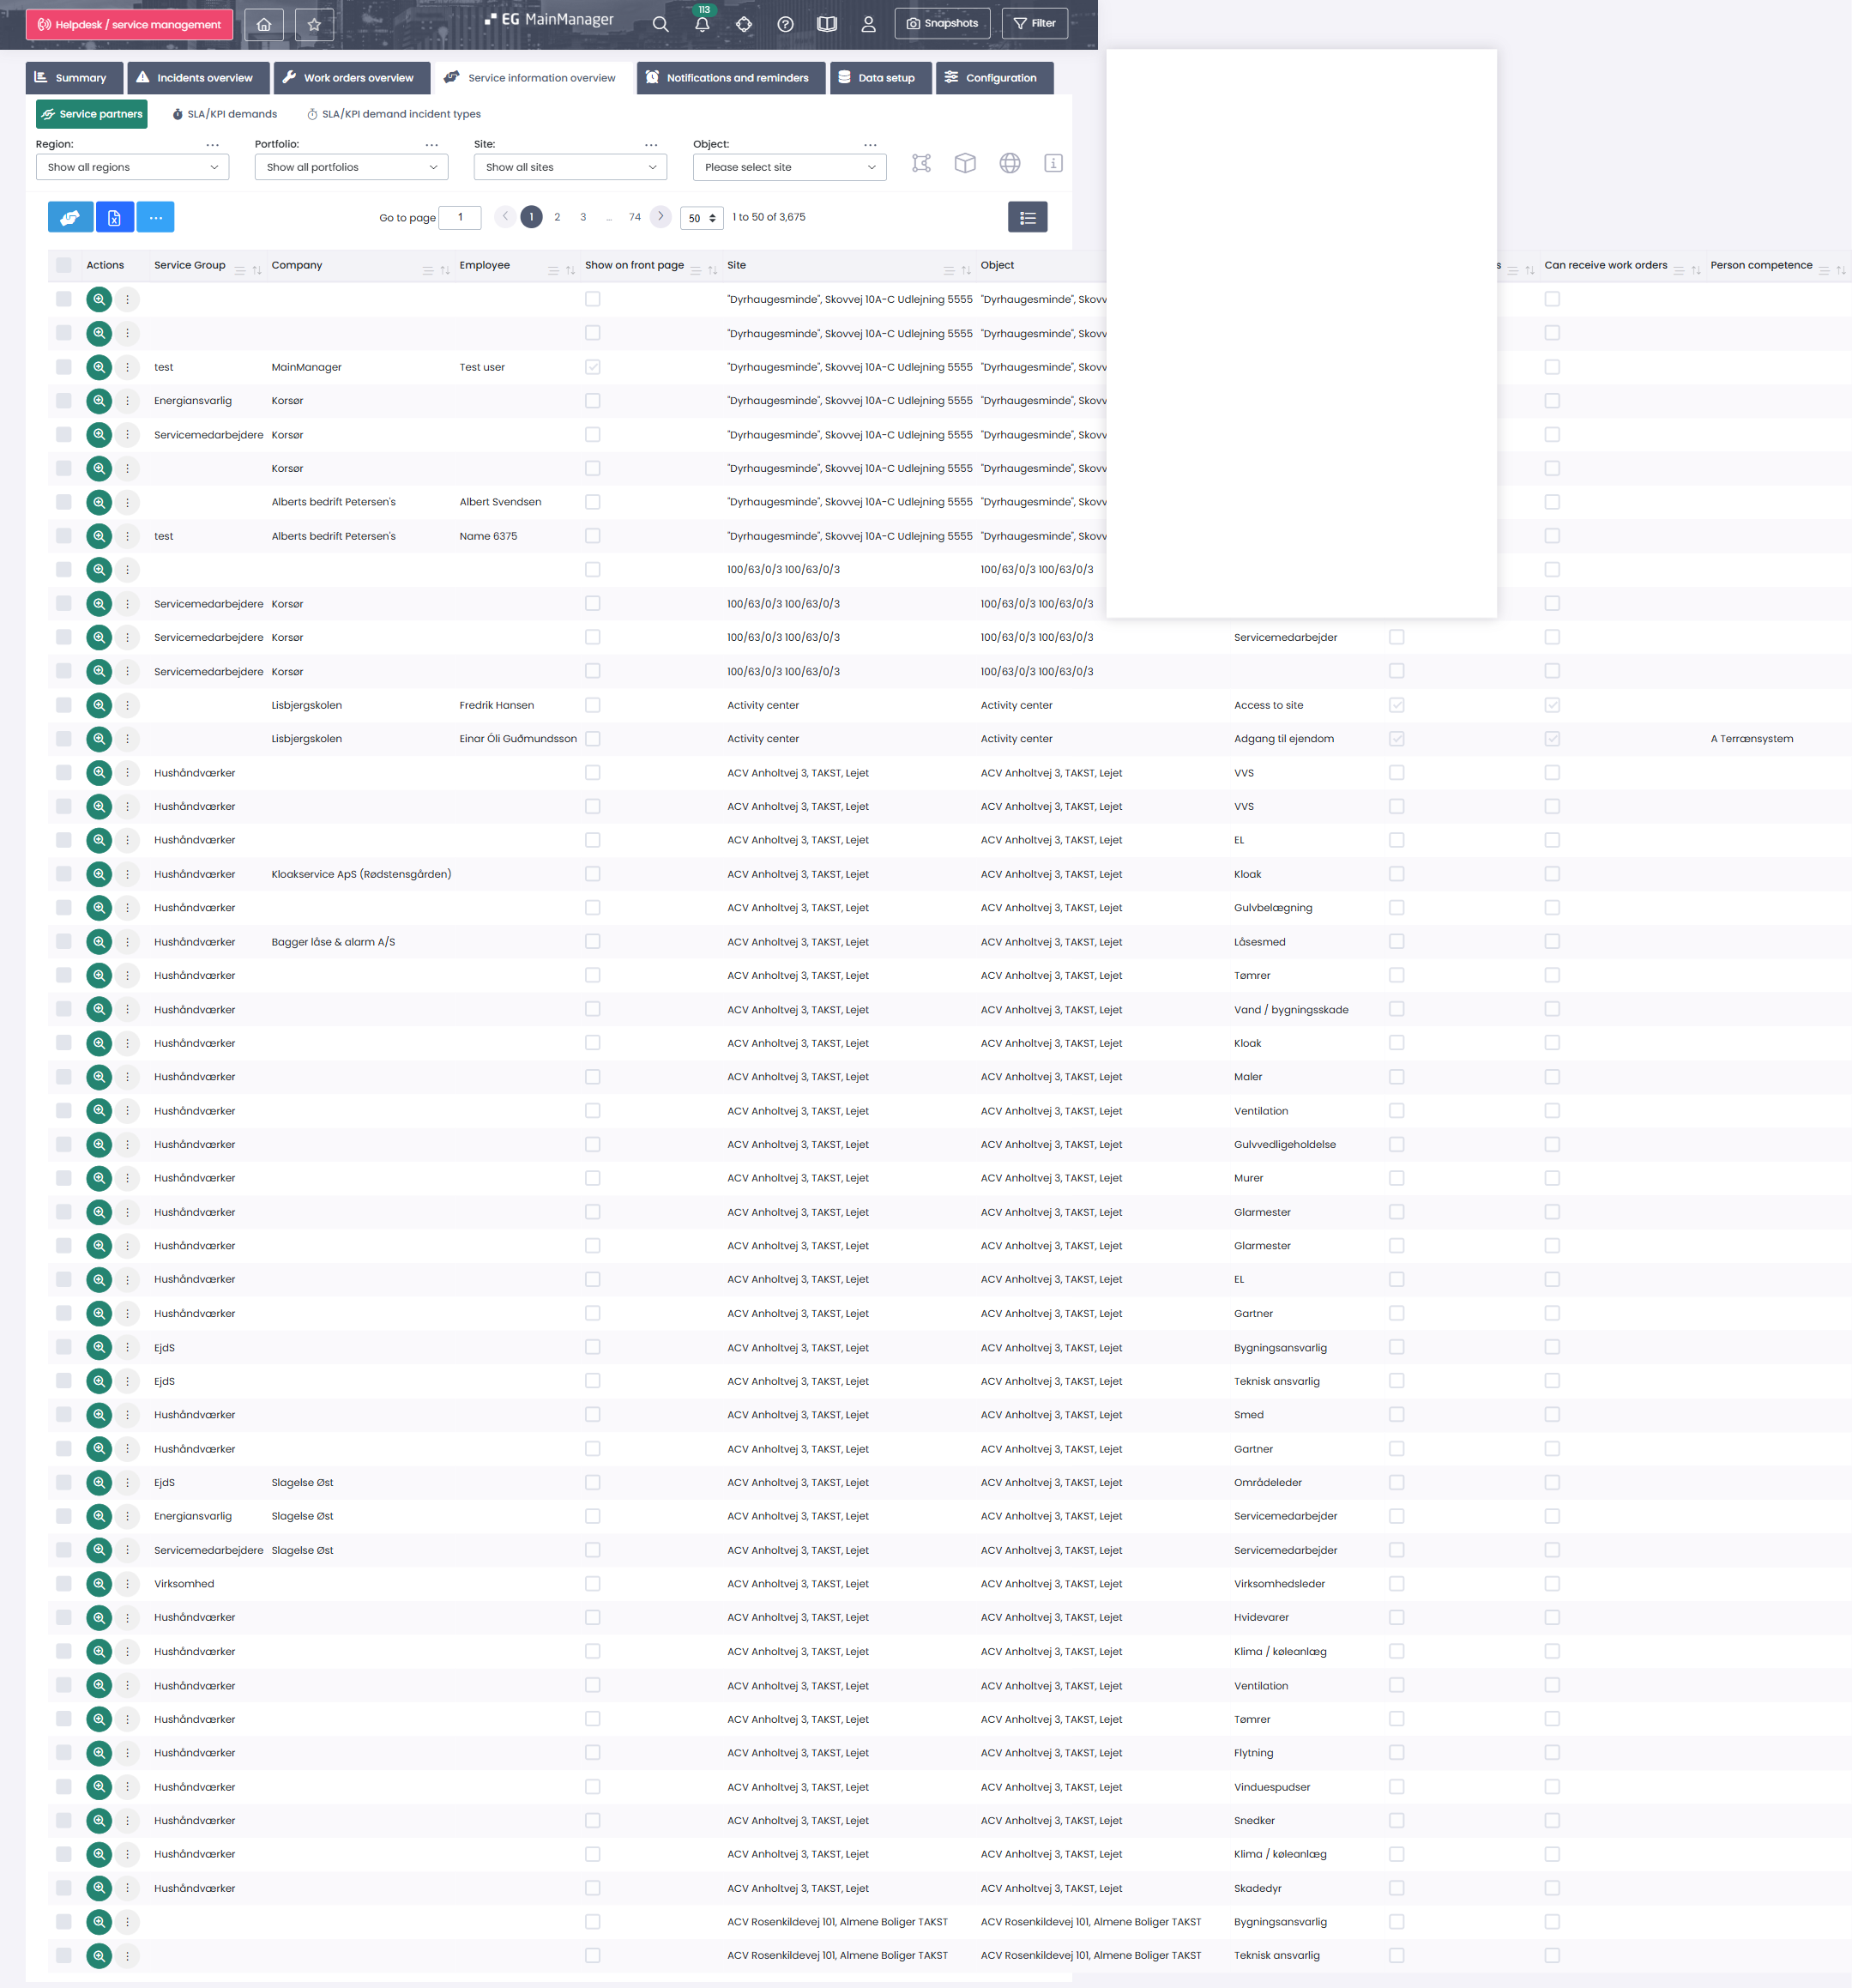 Helpdesk / service management
EG MainManager
113
Snapshots
Filter
Summary
Incidents overview
Work orders overview
Service information overview
Notifications and reminders
Data setup
Configuration
Service partners
SLA/KPI demands
SLA/KPI demand incident types
Region: ...
Portfolio: ...
Site: ...
Object: ...
Show all regions
Show all portfolios
Show all sites
Please select site
...
Go to page 1
1 2 3 ... 74
50
1 to 50 of 3,675
Actions Service Group Company Employee Show on front page Site Object s Can receive work orders Person competence
"Dyrhaugesminde", Skovvej 10A-C Udlejning 5555 "Dyrhaugesminde", Skovv
"Dyrhaugesminde", Skovvej 10A-C Udlejning 5555 "Dyrhaugesminde", Skovv
test MainManager Test user "Dyrhaugesminde", Skovvej 10A-C Udlejning 5555 "Dyrhaugesminde", Skovv
Energiansvarlig Korsør "Dyrhaugesminde", Skovvej 10A-C Udlejning 5555 "Dyrhaugesminde", Skovv
Servicemedarbejdere Korsør "Dyrhaugesminde", Skovvej 10A-C Udlejning 5555 "Dyrhaugesminde", Skovv
Korsør "Dyrhaugesminde", Skovvej 10A-C Udlejning 5555 "Dyrhaugesminde", Skovv
Alberts bedrift Petersen's Albert Svendsen "Dyrhaugesminde", Skovvej 10A-C Udlejning 5555 "Dyrhaugesminde", Skovv
test Alberts bedrift Petersen's Name 6375 "Dyrhaugesminde", Skovvej 10A-C Udlejning 5555 "Dyrhaugesminde", Skovv
100/63/0/3 100/63/0/3 100/63/0/3 100/63/0/3
Servicemedarbejdere Korsør 100/63/0/3 100/63/0/3 100/63/0/3 100/63/0/3
Servicemedarbejdere Korsør 100/63/0/3 100/63/0/3 100/63/0/3 100/63/0/3 Servicemedarbejder
Servicemedarbejdere Korsør 100/63/0/3 100/63/0/3 100/63/0/3 100/63/0/3
Lisbjergskolen Fredrik Hansen Activity center Activity center Access to site
Lisbjergskolen Einar Óli Guðmundsson Activity center Activity center Adgang til ejendom A Terrænsystem
Hushåndværker ACV Anholtvej 3, TAKST, Lejet ACV Anholtvej 3, TAKST, Lejet VVS
Hushåndværker ACV Anholtvej 3, TAKST, Lejet ACV Anholtvej 3, TAKST, Lejet VVS
Hushåndværker ACV Anholtvej 3, TAKST, Lejet ACV Anholtvej 3, TAKST, Lejet EL
Hushåndværker Kloakservice ApS (Rødstensgården) ACV Anholtvej 3, TAKST, Lejet ACV Anholtvej 3, TAKST, Lejet Kloak
Hushåndværker ACV Anholtvej 3, TAKST, Lejet ACV Anholtvej 3, TAKST, Lejet Gulvbelægning
Hushåndværker Bagger låse & alarm A/S ACV Anholtvej 3, TAKST, Lejet ACV Anholtvej 3, TAKST, Lejet Låsesmed
Hushåndværker ACV Anholtvej 3, TAKST, Lejet ACV Anholtvej 3, TAKST, Lejet Tømrer
Hushåndværker ACV Anholtvej 3, TAKST, Lejet ACV Anholtvej 3, TAKST, Lejet Vand / bygningsskade
Hushåndværker ACV Anholtvej 3, TAKST, Lejet ACV Anholtvej 3, TAKST, Lejet Kloak
Hushåndværker ACV Anholtvej 3, TAKST, Lejet ACV Anholtvej 3, TAKST, Lejet Maler
Hushåndværker ACV Anholtvej 3, TAKST, Lejet ACV Anholtvej 3, TAKST, Lejet Ventilation
Hushåndværker ACV Anholtvej 3, TAKST, Lejet ACV Anholtvej 3, TAKST, Lejet Gulvvedligeholdelse
Hushåndværker ACV Anholtvej 3, TAKST, Lejet ACV Anholtvej 3, TAKST, Lejet Murer
Hushåndværker ACV Anholtvej 3, TAKST, Lejet ACV Anholtvej 3, TAKST, Lejet Glarmester
Hushåndværker ACV Anholtvej 3, TAKST, Lejet ACV Anholtvej 3, TAKST, Lejet Glarmester
Hushåndværker ACV Anholtvej 3, TAKST, Lejet ACV Anholtvej 3, TAKST, Lejet EL
Hushåndværker ACV Anholtvej 3, TAKST, Lejet ACV Anholtvej 3, TAKST, Lejet Gartner
EjdS ACV Anholtvej 3, TAKST, Lejet ACV Anholtvej 3, TAKST, Lejet Bygningsansvarlig
EjdS ACV Anholtvej 3, TAKST, Lejet ACV Anholtvej 3, TAKST, Lejet Teknisk ansvarlig
Hushåndværker ACV Anholtvej 3, TAKST, Lejet ACV Anholtvej 3, TAKST, Lejet Smed
Hushåndværker ACV Anholtvej 3, TAKST, Lejet ACV Anholtvej 3, TAKST, Lejet Gartner
EjdS Slagelse Øst ACV Anholtvej 3, TAKST, Lejet ACV Anholtvej 3, TAKST, Lejet Områdeleder
Energiansvarlig Slagelse Øst ACV Anholtvej 3, TAKST, Lejet ACV Anholtvej 3, TAKST, Lejet Servicemedarbejder
Servicemedarbejdere Slagelse Øst ACV Anholtvej 3, TAKST, Lejet ACV Anholtvej 3, TAKST, Lejet Servicemedarbejder
Virksomhed ACV Anholtvej 3, TAKST, Lejet ACV Anholtvej 3, TAKST, Lejet Virksomhedsleder
Hushåndværker ACV Anholtvej 3, TAKST, Lejet ACV Anholtvej 3, TAKST, Lejet Hvidevarer
Hushåndværker ACV Anholtvej 3, TAKST, Lejet ACV Anholtvej 3, TAKST, Lejet Klima / køleanlæg
Hushåndværker ACV Anholtvej 3, TAKST, Lejet ACV Anholtvej 3, TAKST, Lejet Ventilation
Hushåndværker ACV Anholtvej 3, TAKST, Lejet ACV Anholtvej 3, TAKST, Lejet Tømrer
Hushåndværker ACV Anholtvej 3, TAKST, Lejet ACV Anholtvej 3, TAKST, Lejet Flytning
Hushåndværker ACV Anholtvej 3, TAKST, Lejet ACV Anholtvej 3, TAKST, Lejet Vinduespudser
Hushåndværker ACV Anholtvej 3, TAKST, Lejet ACV Anholtvej 3, TAKST, Lejet Snedker
Hushåndværker ACV Anholtvej 3, TAKST, Lejet ACV Anholtvej 3, TAKST, Lejet Klima / køleanlæg
Hushåndværker ACV Anholtvej 3, TAKST, Lejet ACV Anholtvej 3, TAKST, Lejet Skadedyr
ACV Rosenkildevej 101, Almene Boliger TAKST ACV Rosenkildevej 101, Almene Boliger TAKST Bygningsansvarlig
ACV Rosenkildevej 101, Almene Boliger TAKST ACV Rosenkildevej 101, Almene Boliger TAKST Teknisk ansvarlig